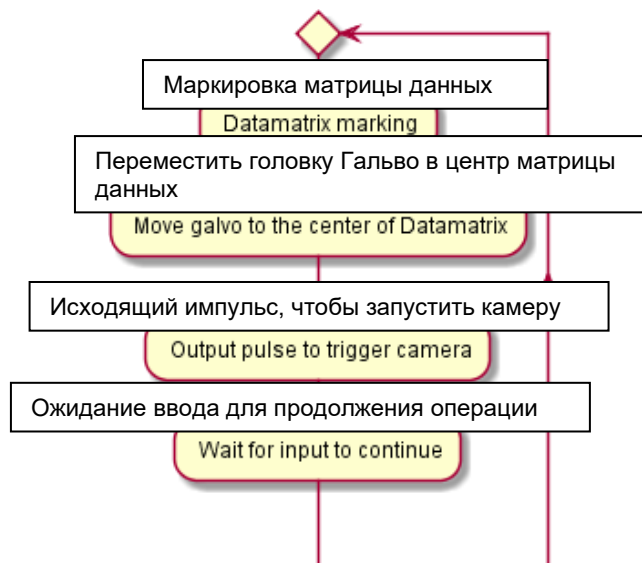 Маркировка матрицы данных
Datamatrix marking
Переместить головку Гальво в центр матрицы
данных
Move galvo to the center of Datamatrix
Исходящий импульс, чтобы запустить камеру
Output pulse to trigger camera
Ожидание ввода для продолжения операции
Wait for input to continue